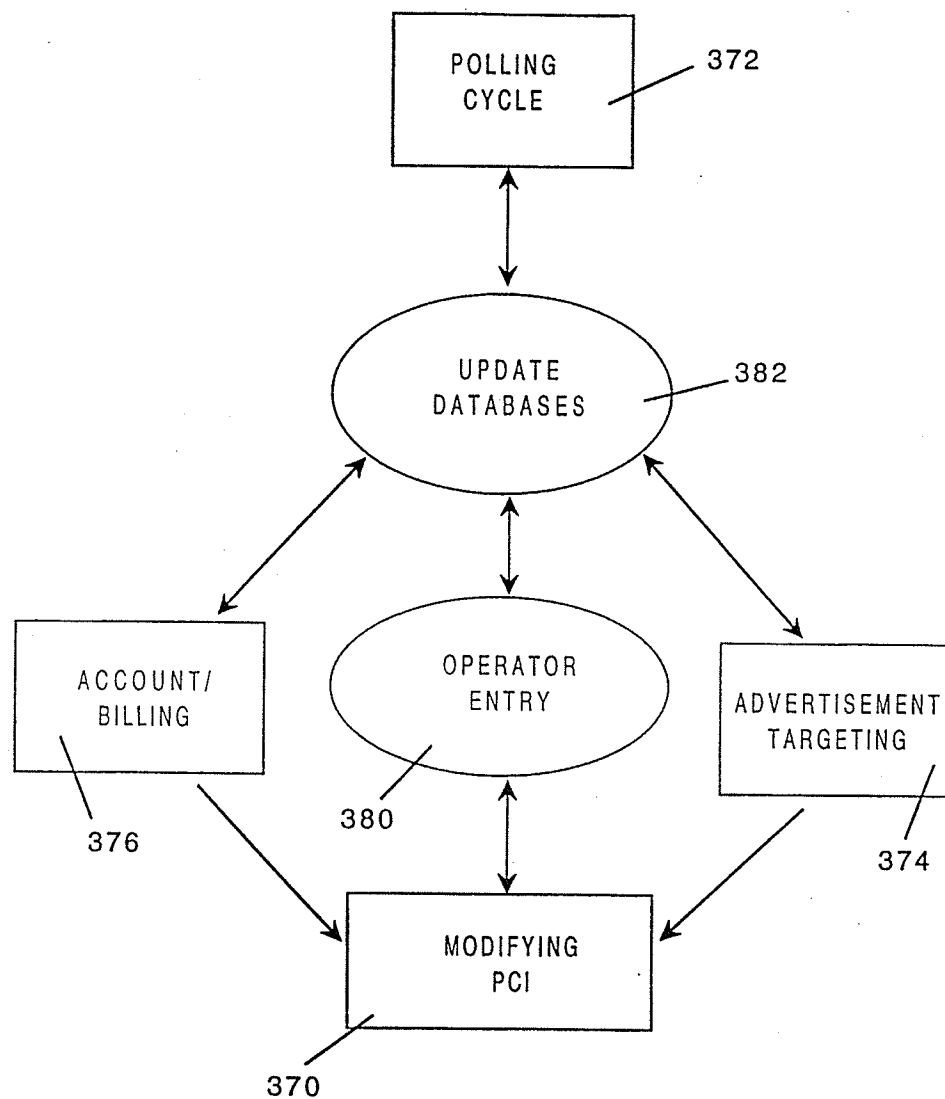 POLLING
CYCLE
372
UPDATE
DATABASES
382
ACCOUNT/
BILLING
376
OPERATOR
ENTRY
380
ADVERTISEMENT
TARGETING
374
MODIFYING
PCI
370